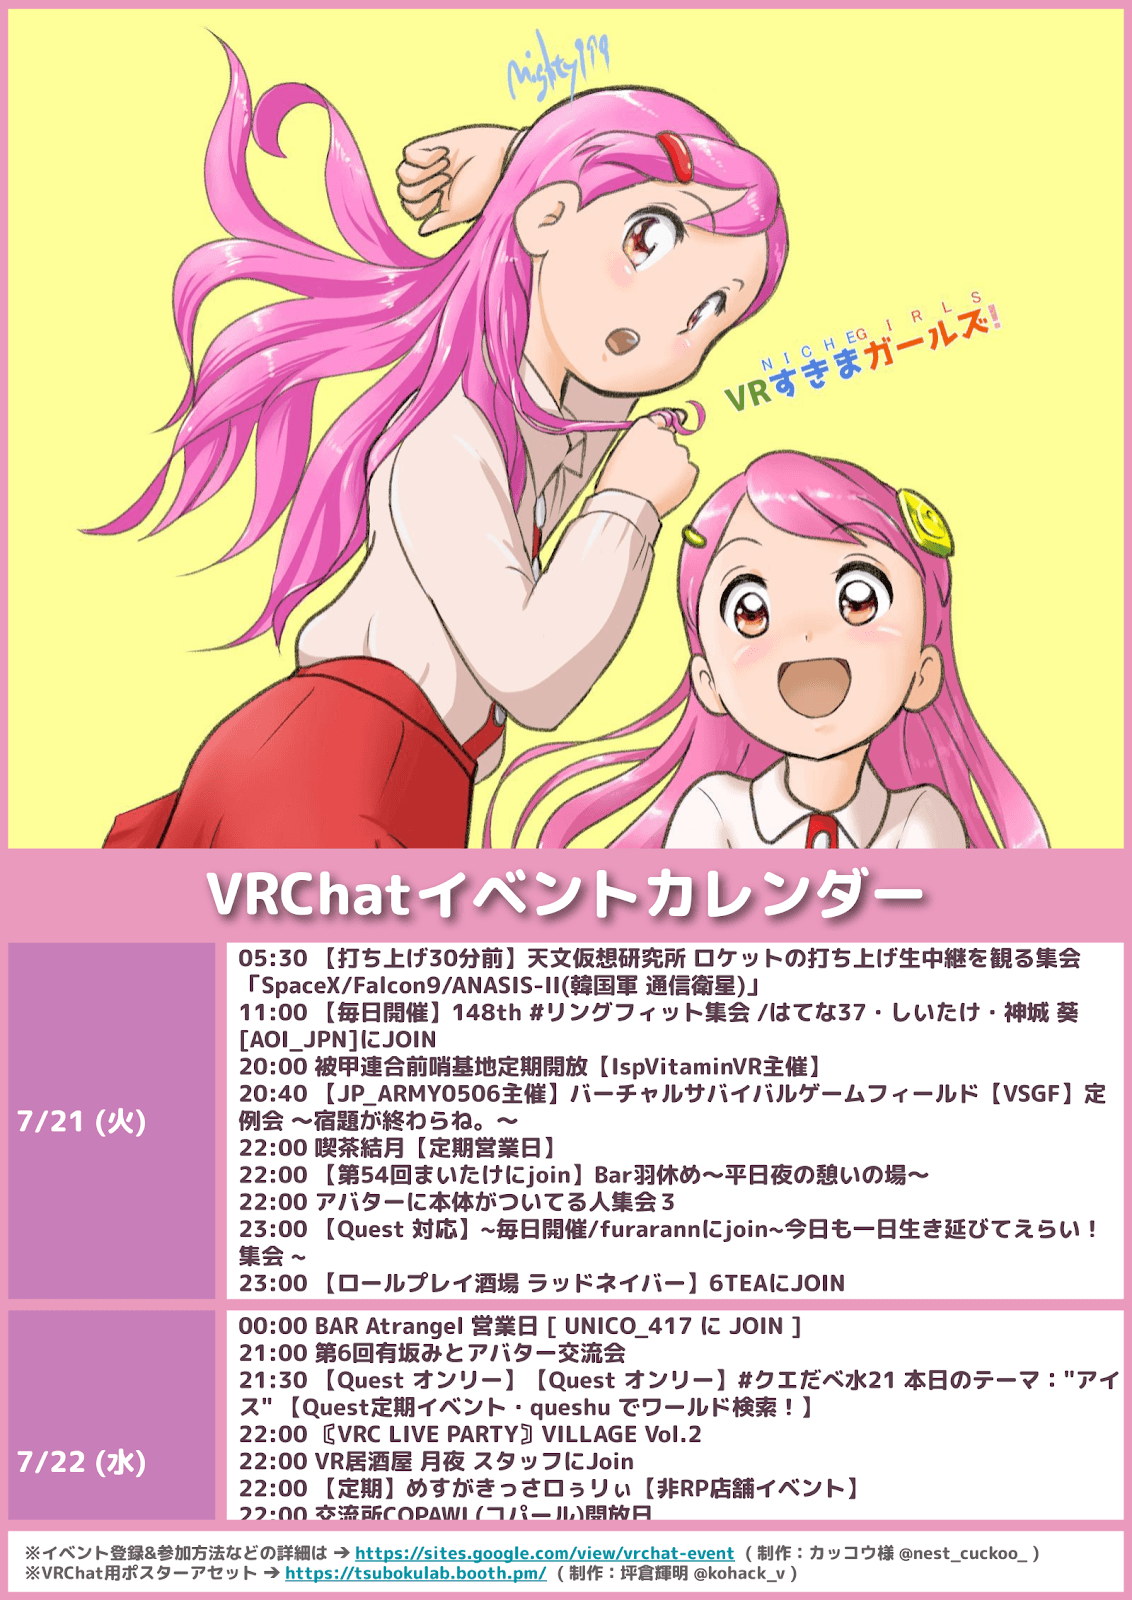 mighty999
NICHE GIRLS
VRすきまガールズ!
VRChatイベントカレンダー
7/21 (火)
05:30 【打ち上げ30分前】天文仮想研究所 ロケットの打ち上げ生中継を観る集会
「SpaceX/Falcon9/ANASIS-II(韓国軍 通信衛星)」
11:00 【毎日開催】148th #リングフィット集会 /はてな37・しいたけ・神城 葵
[AOI_JPN]にJOIN
20:00 被甲連合前哨基地定期開放【IspVitaminVR主催】
20:40 【JP_ARMY0506主催】バーチャルサバイバルゲームフィールド【VSGF】定
例会 〜宿題が終わらね。〜
22:00 喫茶結月【定期営業日】
22:00 【第54回まいたけにjoin】Bar羽休め〜平日夜の憩いの場〜
22:00 アバターに本体がついてる人集会３
23:00 【Quest 対応】~毎日開催/furarannにjoin~今日も一日生き延びてえらい！
集会 ~
23:00 【ロールプレイ酒場 ラッドネイバー】6TEAにJOIN
7/22 (水)
00:00 BAR Atrangel 営業日 [ UNICO_417 に JOIN ]
21:00 第6回有坂みとアバター交流会
21:30 【Quest オンリー】【Quest オンリー】#クエだべ水21 本日のテーマ："アイ
ス" 【Quest定期イベント・queshu でワールド検索！】
22:00 〖VRC LIVE PARTY〗VILLAGE Vol.2
22:00 VR居酒屋 月夜 スタッフにJoin
22:00 【定期】めすがきっさロぅリぃ【非RP店舗イベント】
22:00 交流所COPAWL(コパール)開放日
※イベント登録&参加方法などの詳細は ➔ https://sites.google.com/view/vrchat-event ( 制作：カッコウ様 @nest_cuckoo_ )
※VRChat用ポスターアセット ➔ https://tsubokulab.booth.pm/ ( 制作：坪倉輝明 @kohack_v )